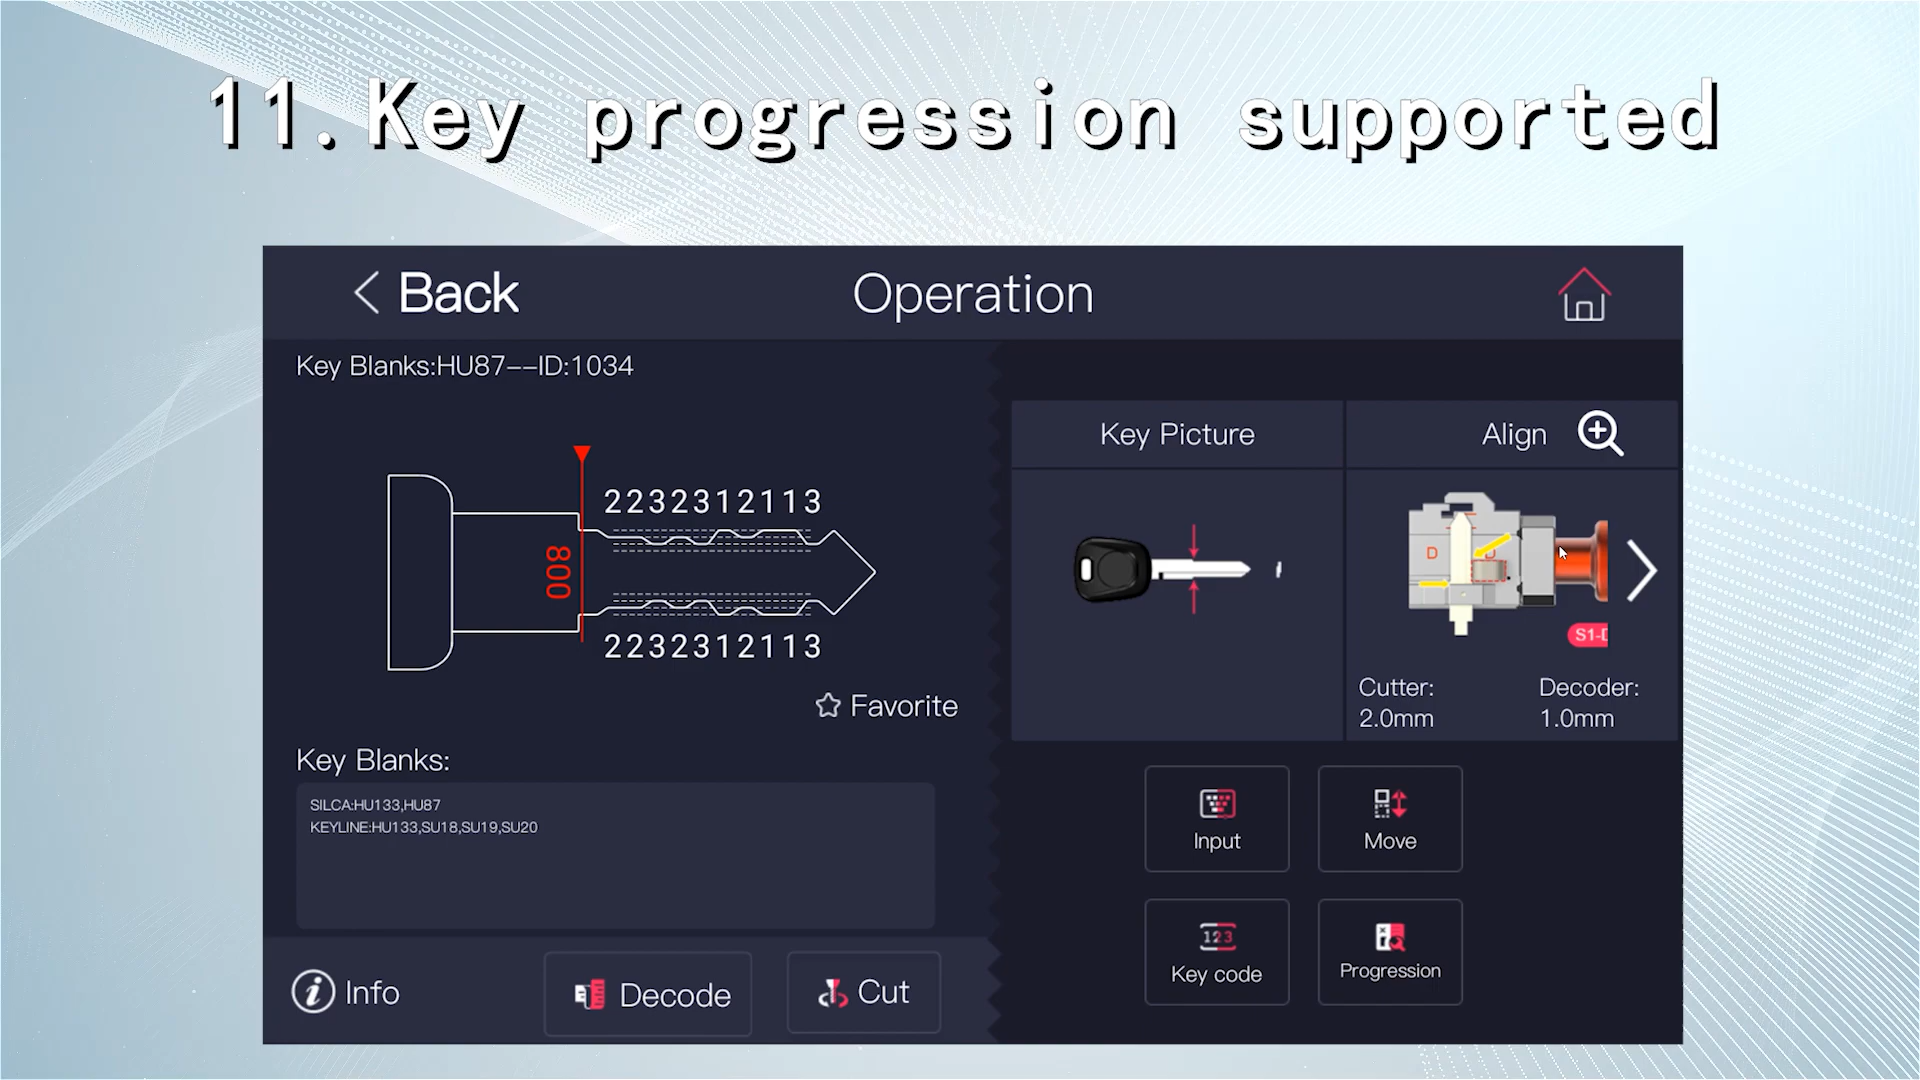 11.Key progression supported
Back
Operation
Key Blanks:HU87--ID:1034
2232312113
008
2232312113
Favorite
Key Blanks:
SILCA:HU133,HU87
KEYLINE:HU133,SU18,SU19,SU20
Info
Decode
Cut
Key Picture
Align
D
Cutter:
2.0mm
Decoder:
1.0mm
Input
Move
123
Key code
Progression